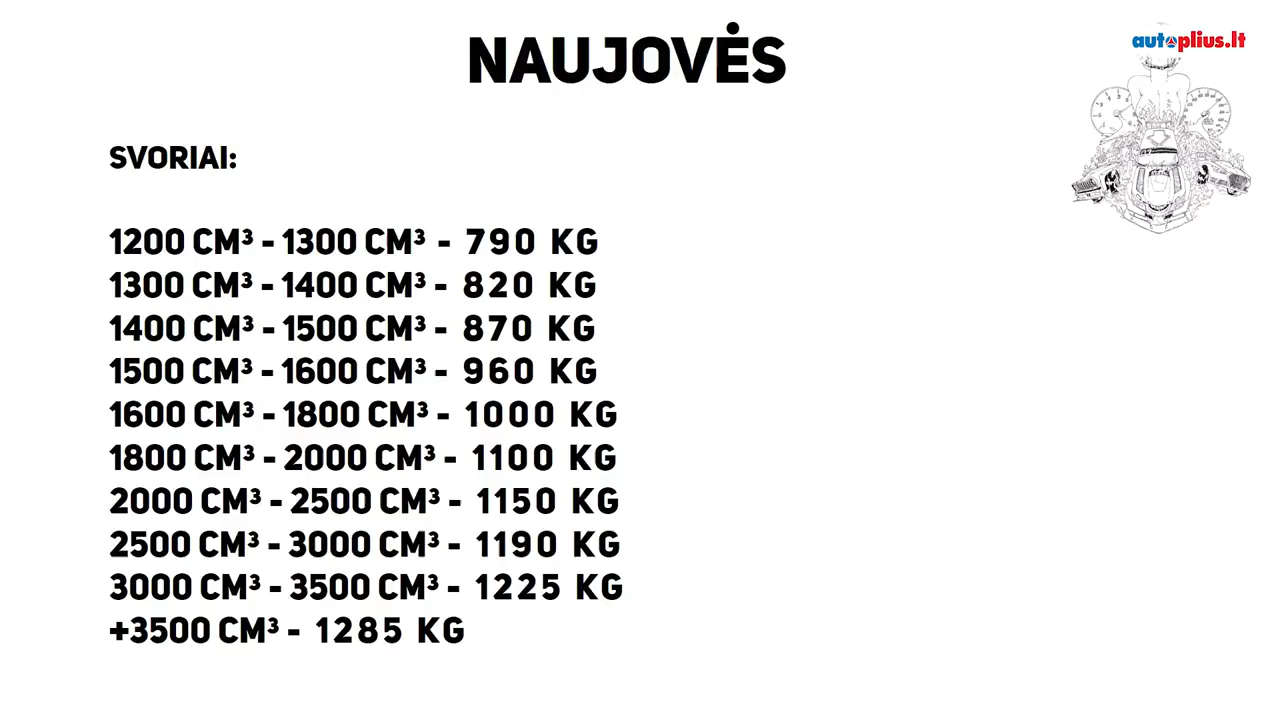 NAUJOVĖS
autoplius.lt
SVORIAI:
1200 CM³ - 1300 CM³ - 790 KG
1300 CM³ - 1400 CM³ - 820 KG
1400 CM³ - 1500 CM³ - 870 KG
1500 CM³ - 1600 CM³ - 960 KG
1600 CM³ - 1800 CM³ - 1000 KG
1800 CM³ - 2000 CM³ - 1100 KG
2000 CM³ - 2500 CM³ - 1150 KG
2500 CM³ - 3000 CM³ - 1190 KG
3000 CM³ - 3500 CM³ - 1225 KG
+3500 CM³ - 1285 KG